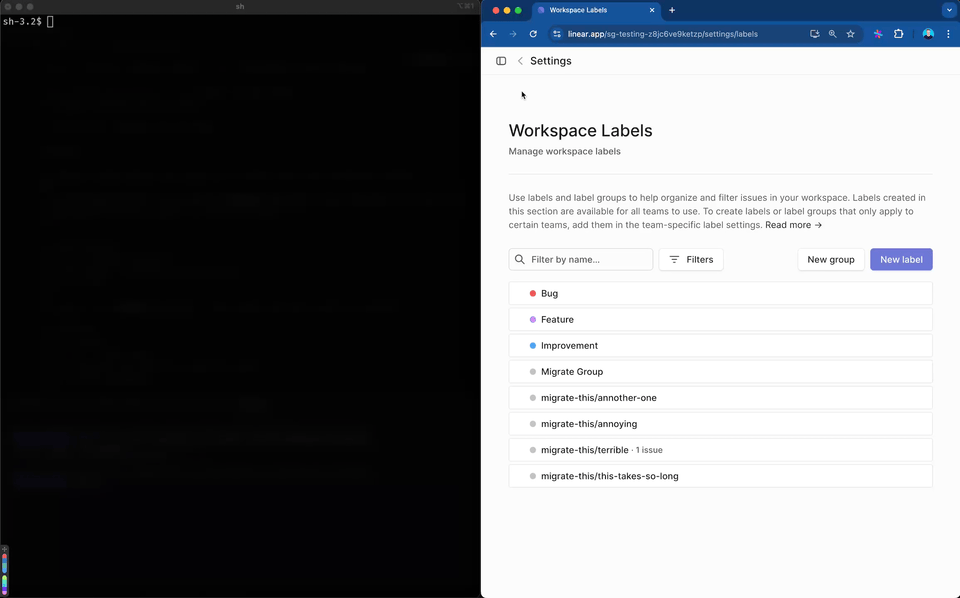 sh
⌥⌘1
sh-3.2$
Workspace Labels
linear.app/sg-testing-z8jc6ve9ketzp/settings/labels
Settings
Workspace Labels
Manage workspace labels
Use labels and label groups to help organize and filter issues in your workspace. Labels created in
this section are available for all teams to use. To create labels or label groups that only apply to
certain teams, add them in the team-specific label settings. Read more →
Filter by name...
Filters
New group
New label
Bug
Feature
Improvement
Migrate Group
migrate-this/annother-one
migrate-this/annoying
migrate-this/terrible · 1 issue
migrate-this/this-takes-so-long